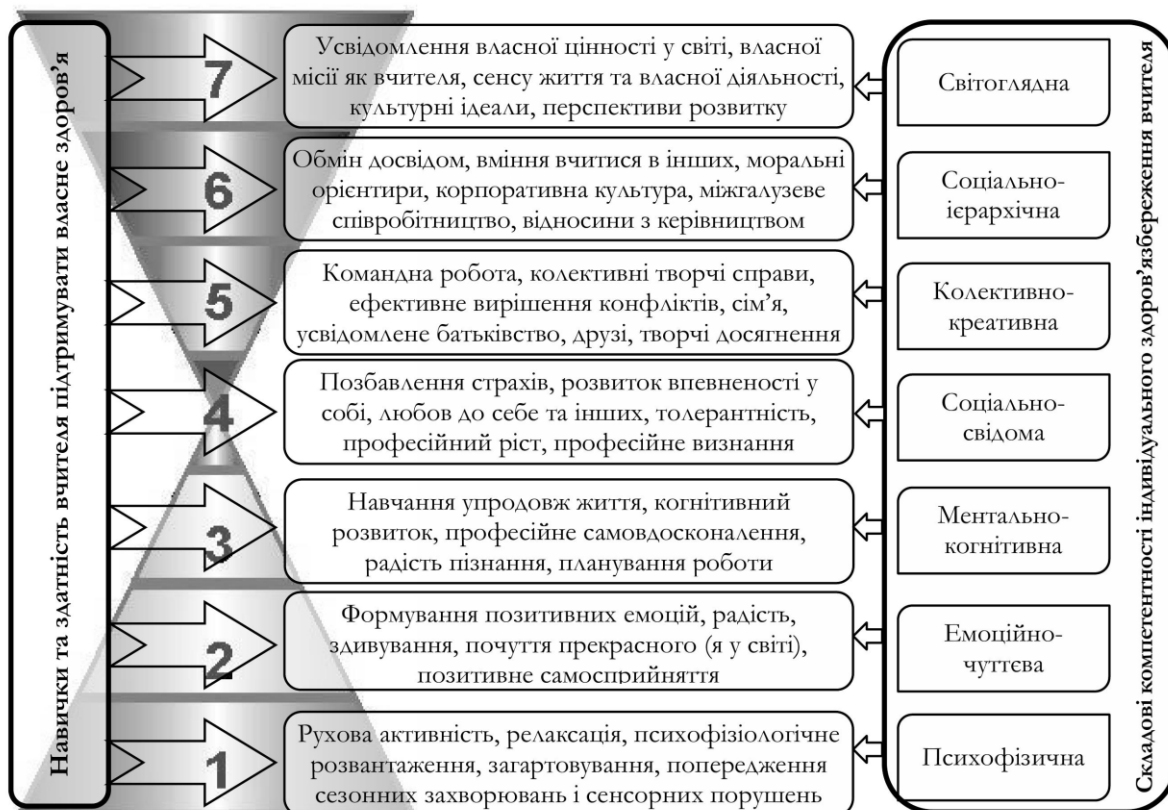 Навички та здатність вчителя підтримувати власне здоров’я
7
Усвідомлення власної цінності у світі, власної
місії як вчителя, сенсу життя та власної діяльності,
культурні ідеали, перспективи розвитку
Світоглядна
6
Обмін досвідом, вміння вчитися в інших, моральні
орієнтири, корпоративна культура, міжгалузеве
співробітництво, відносини з керівництвом
Соціально-
ієрархічна
5
Командна робота, колективні творчі справи,
ефективне вирішення конфліктів, сім’я,
усвідомлене батьківство, друзі, творчі досягнення
Колективно-
креативна
4
Позбавлення страхів, розвиток впевненості у
собі, любов до себе та інших, толерантність,
професійний ріст, професійне визнання
Соціально-
свідома
3
Навчання упродовж життя, когнітивний
розвиток, професійне самовдосконалення,
радість пізнання, планування роботи
Ментально-
когнітивна
2
Формування позитивних емоцій, радість,
здивування, почуття прекрасного (я у світі),
позитивне самосприйняття
Емоційно-
чуттєва
1
Рухова активність, релаксація, психофізіологічне
розвантаження, загартовування, попередження
сезонних захворювань і сенсорних порушень
Психофізична
Складові компетентності індивідуального здоров’язбереження вчителя